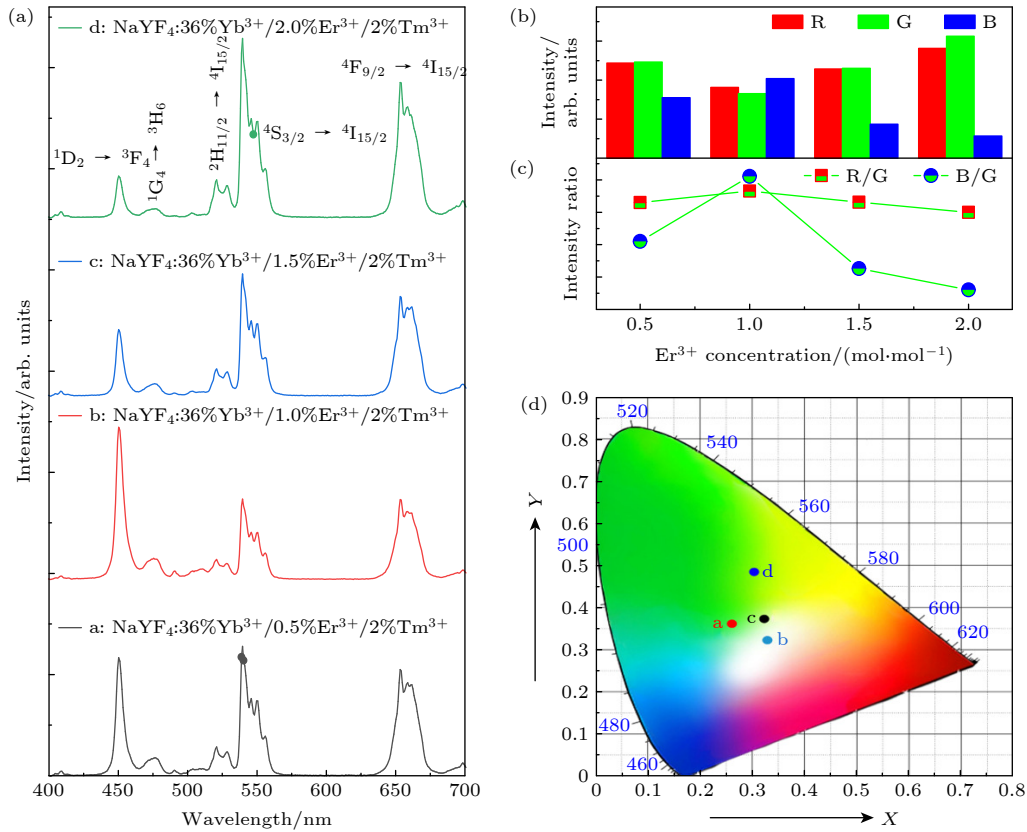 (a)
d: NaYF₄:36%Yb³⁺/2.0%Er³⁺/2%Tm³⁺
¹D₂ → ³F₄
¹G₄ → ³H₆
²H₁₁/₂ → ⁴I₁₅/₂
⁴S₃/₂ → ⁴I₁₅/₂
⁴F₉/₂ → ⁴I₁₅/₂
c: NaYF₄:36%Yb³⁺/1.5%Er³⁺/2%Tm³⁺
b: NaYF₄:36%Yb³⁺/1.0%Er³⁺/2%Tm³⁺
a: NaYF₄:36%Yb³⁺/0.5%Er³⁺/2%Tm³⁺
Intensity/arb. units
400 450 500 550 600 650 700
Wavelength/nm
(b)
R G B
Intensity/
arb. units
(c)
R/G B/G
Intensity ratio
0.5 1.0 1.5 2.0
Er³⁺ concentration/(mol·mol⁻¹)
(d)
0.9
0.8
0.7
0.6
0.5
0.4
0.3
0.2
0.1
0
Y
520
540
560
500
580
600
620
480
460
d
a
c
b
0 0.1 0.2 0.3 0.4 0.5 0.6 0.7 0.8
X